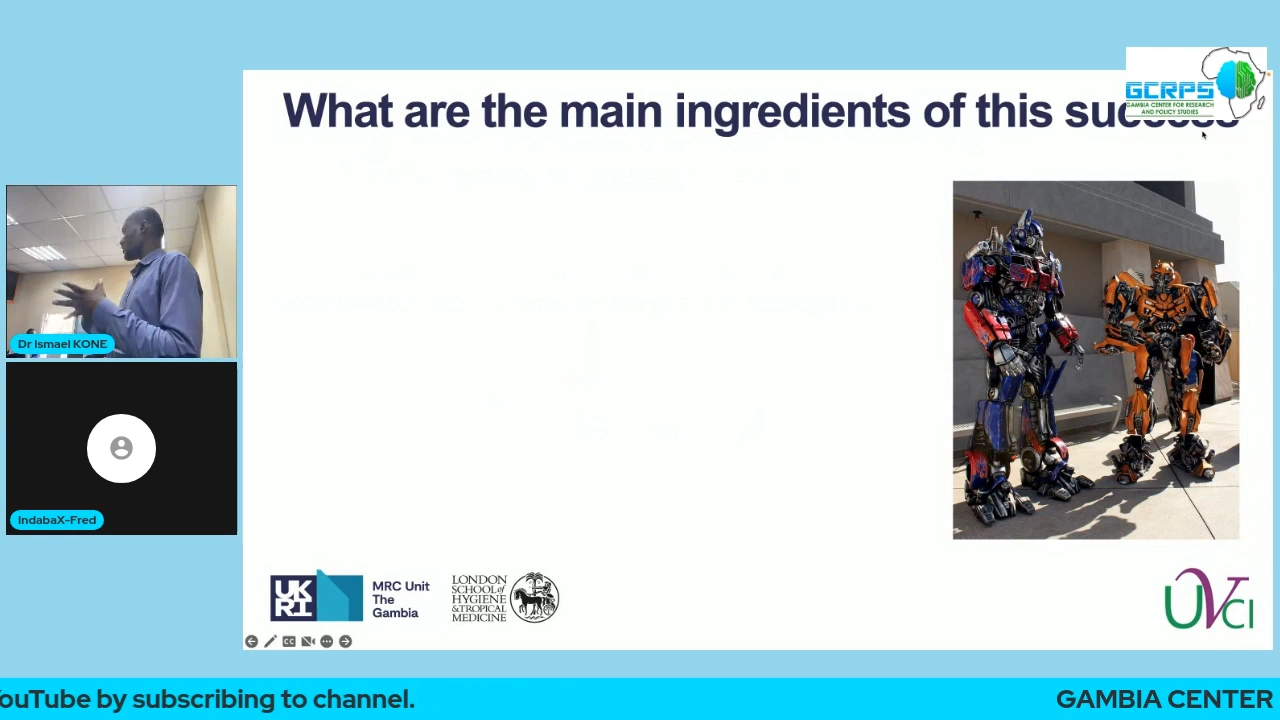 GCRPS
GAMBIA CENTER FOR RESEARCH
AND POLICY STUDIES
What are the main ingredients of this success
Dr Ismael KONE
IndabaX-Fred
UK
RI
MRC Unit
The
Gambia
LONDON
SCHOOL of
HYGIENE
& TROPICAL
MEDICINE
UVCI
CC
YouTube by subscribing to channel.
GAMBIA CENTER